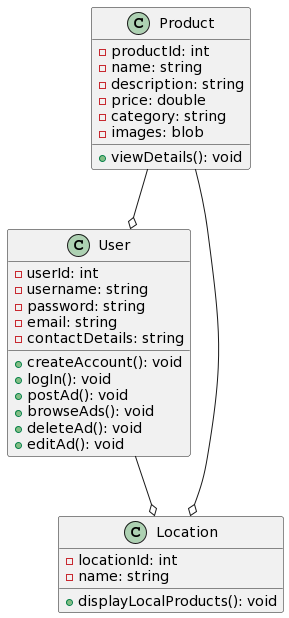 C Product
productId: int
name: string
description: string
price: double
category: string
images: blob
viewDetails(): void
C User
userId: int
username: string
password: string
email: string
contactDetails: string
createAccount(): void
logIn(): void
postAd(): void
browseAds(): void
deleteAd(): void
editAd(): void
C Location
locationId: int
name: string
displayLocalProducts(): void